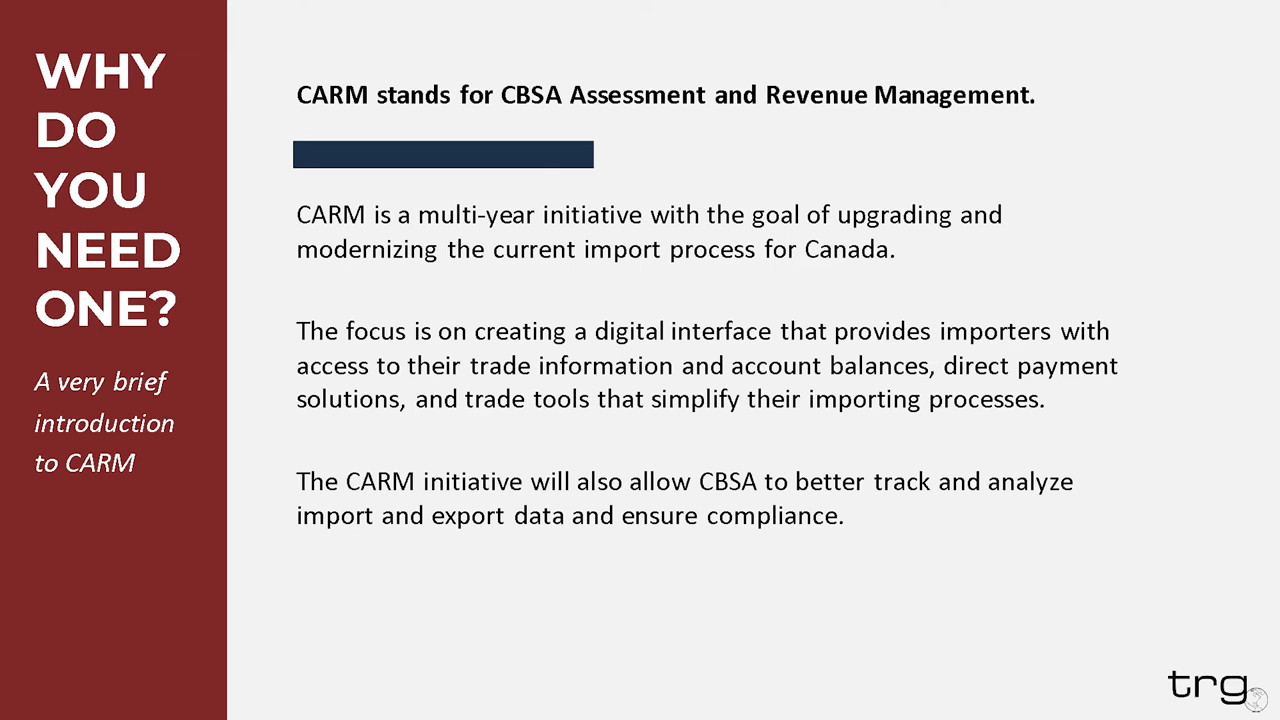 WHY
DO
YOU
NEED
ONE?
A very brief
introduction
to CARM
CARM stands for CBSA Assessment and Revenue Management.
CARM is a multi-year initiative with the goal of upgrading and
modernizing the current import process for Canada.
The focus is on creating a digital interface that provides importers with
access to their trade information and account balances, direct payment
solutions, and trade tools that simplify their importing processes.
The CARM initiative will also allow CBSA to better track and analyze
import and export data and ensure compliance.
trg